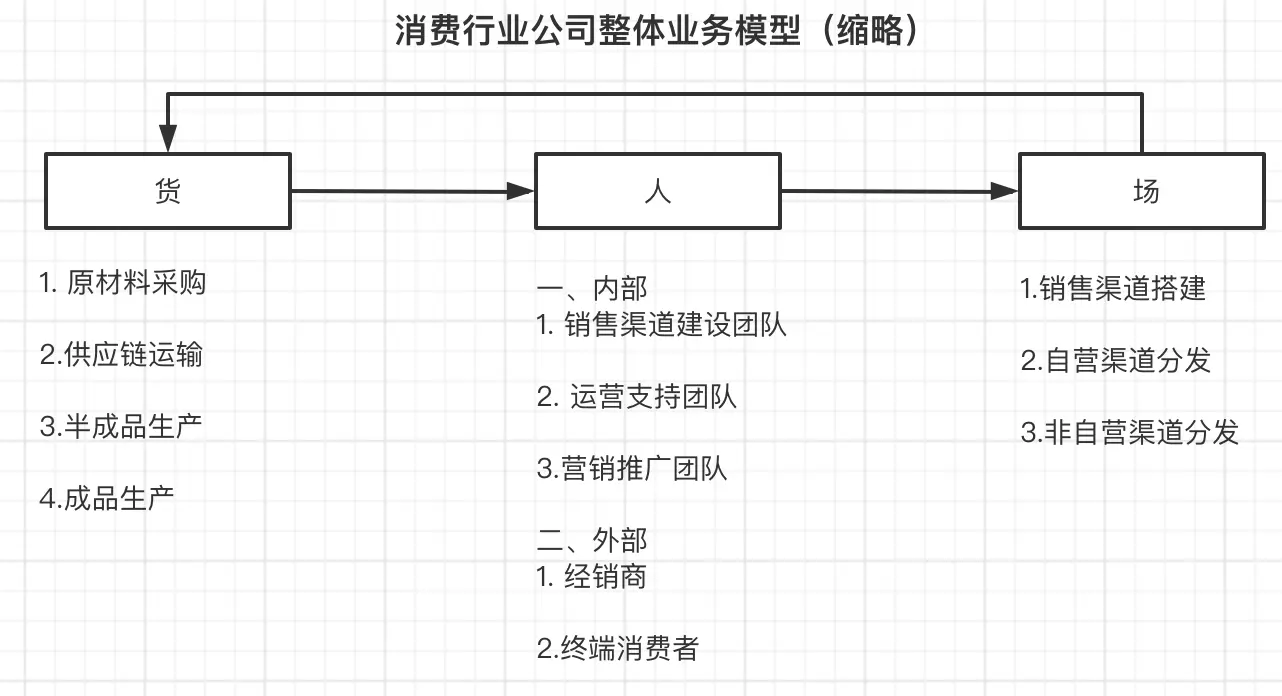 消费行业公司整体业务模型（缩略）
货
人
场
1. 原材料采购
2.供应链运输
3.半成品生产
4.成品生产
一、内部
1. 销售渠道建设团队
2. 运营支持团队
3.营销推广团队
二、外部
1. 经销商
2.终端消费者
1.销售渠道搭建
2.自营渠道分发
3.非自营渠道分发